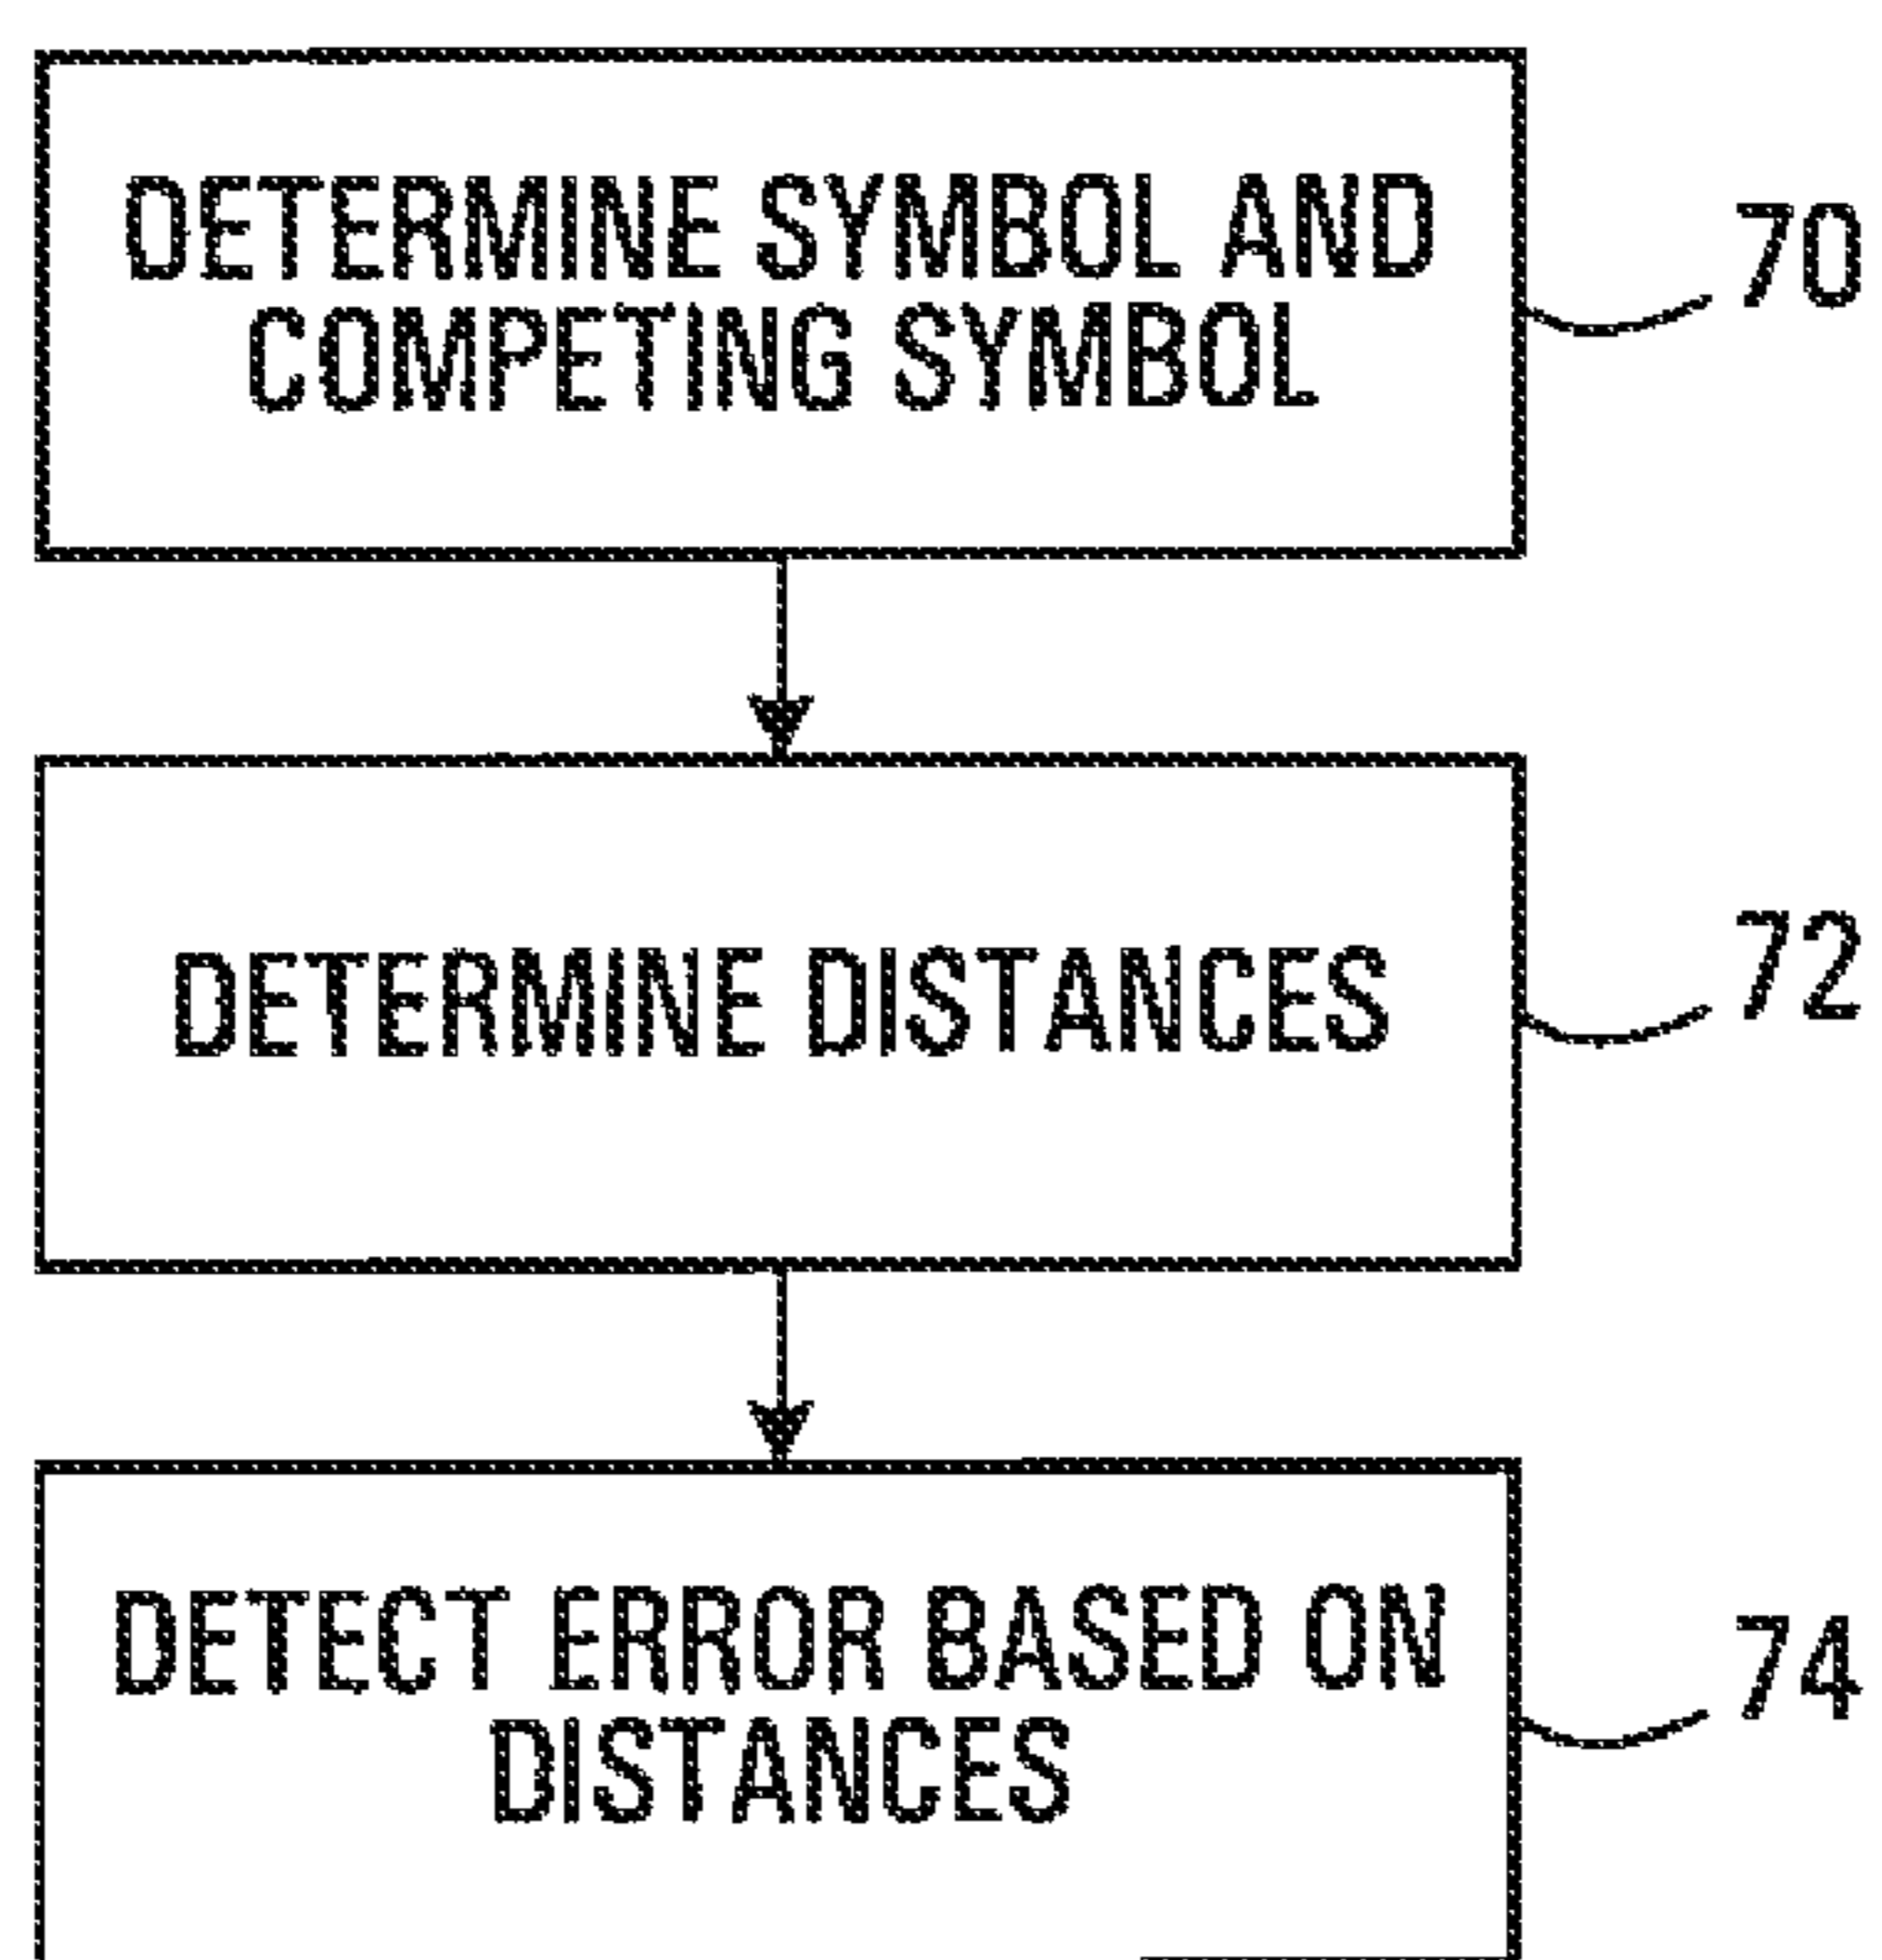 DETERMINE SYMBOL AND
COMPETING SYMBOL
70
DETERMINE DISTANCES
72
DETECT ERROR BASED ON
DISTANCES
74